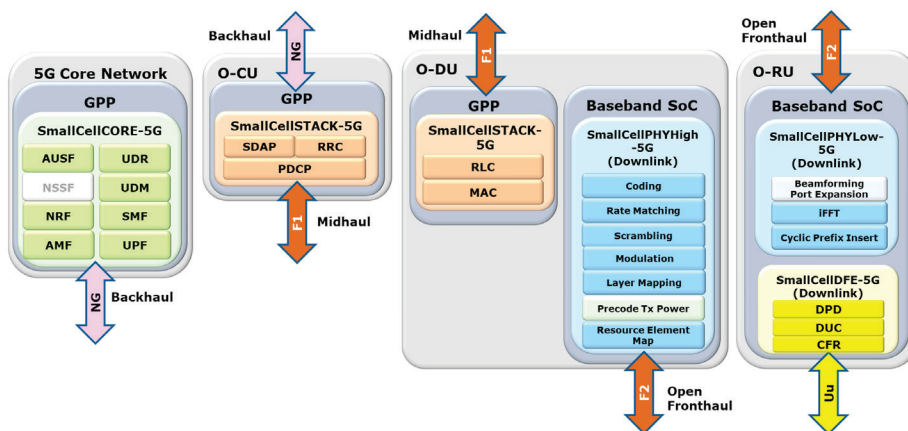 5G Core Network
GPP
SmallCellCORE-5G
AUSF
UDR
NSSF
UDM
NRF
SMF
AMF
UPF
NG
Backhaul
Backhaul
NG
O-CU
GPP
SmallCellSTACK-5G
SDAP
RRC
PDCP
F1
Midhaul
Midhaul
F1
O-DU
GPP
SmallCellSTACK-
5G
RLC
MAC
Baseband SoC
SmallCellPHYHigh
-5G
(Downlink)
Coding
Rate Matching
Scrambling
Modulation
Layer Mapping
Precode Tx Power
Resource Element
Map
F2
Open
Fronthaul
Open
Fronthaul
F2
O-RU
Baseband SoC
SmallCellPHYLow-
5G
(Downlink)
Beamforming
Port Expansion
iFFT
Cyclic Prefix Insert
SmallCellDFE-5G
(Downlink)
DPD
DUC
CFR
Uu